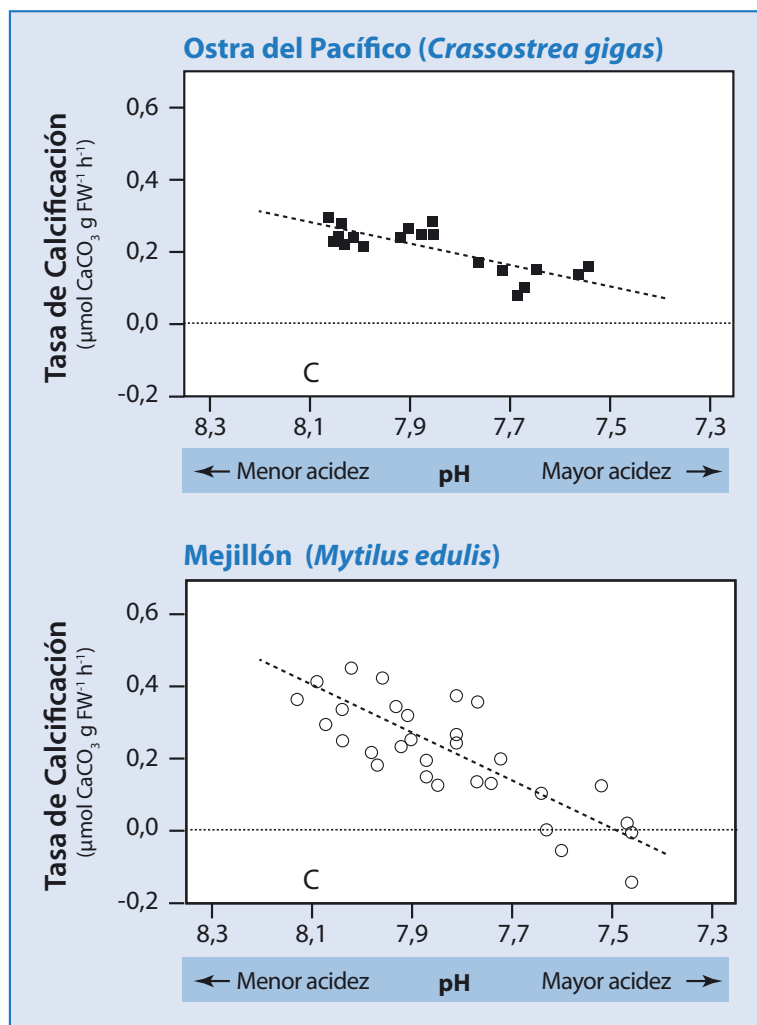 Ostra del Pacífico (Crassostrea gigas)
Tasa de Calcificación
(µmol CaCO₃ g FW⁻¹ h⁻¹)
0,6
0,4
0,2
0,0
-0,2
C
8,3 8,1 7,9 7,7 7,5 7,3
← Menor acidez pH Mayor acidez →
Mejillón (Mytilus edulis)
Tasa de Calcificación
(µmol CaCO₃ g FW⁻¹ h⁻¹)
0,6
0,4
0,2
0,0
-0,2
C
8,3 8,1 7,9 7,7 7,5 7,3
← Menor acidez pH Mayor acidez →